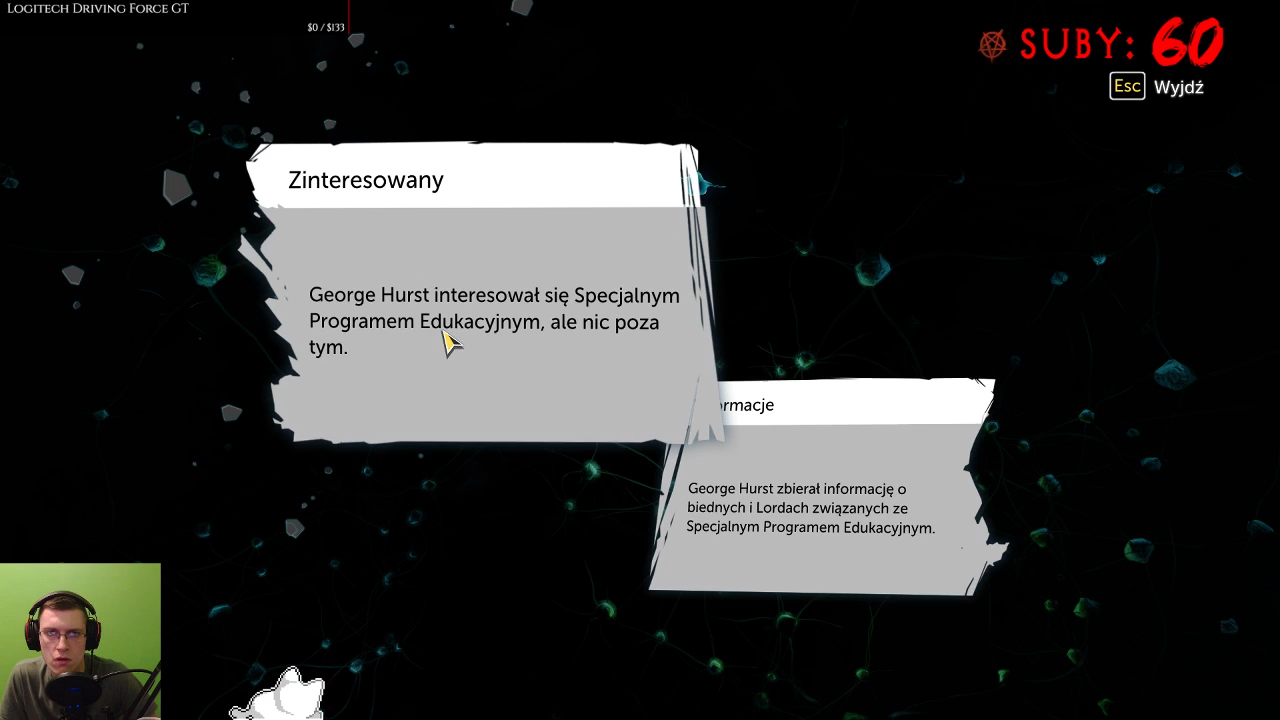 Logitech Driving Force GT
$0 / $133
SUBY: 60
Esc Wyjdź
Zinteresowany
George Hurst interesował się Specjalnym
Programem Edukacyjnym, ale nic poza
tym.
ormacje
George Hurst zbierał informację o
biednych i Lordach związanych ze
Specjalnym Programem Edukacyjnym.